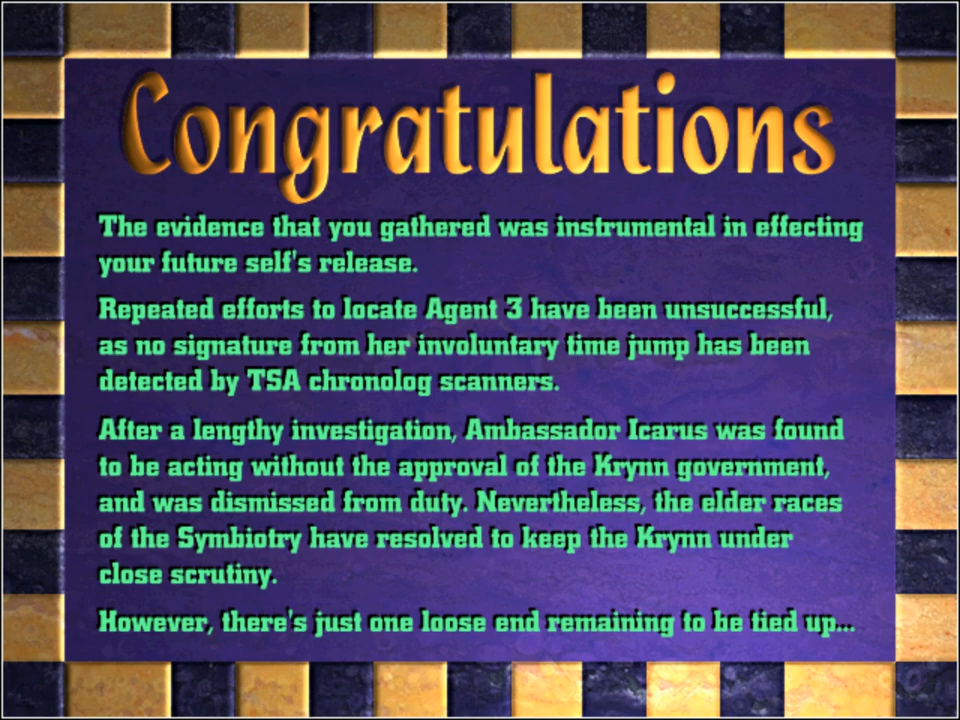 Congratulations
The evidence that you gathered was instrumental in effecting
your future self's release.
Repeated efforts to locate Agent 3 have been unsuccessful,
as no signature from her involuntary time jump has been
detected by TSA chronolog scanners.
After a lengthy investigation, Ambassador Icarus was found
to be acting without the approval of the Krynn government,
and was dismissed from duty. Nevertheless, the elder races
of the Symbiotry have resolved to keep the Krynn under
close scrutiny.
However, there's just one loose end remaining to be tied up...